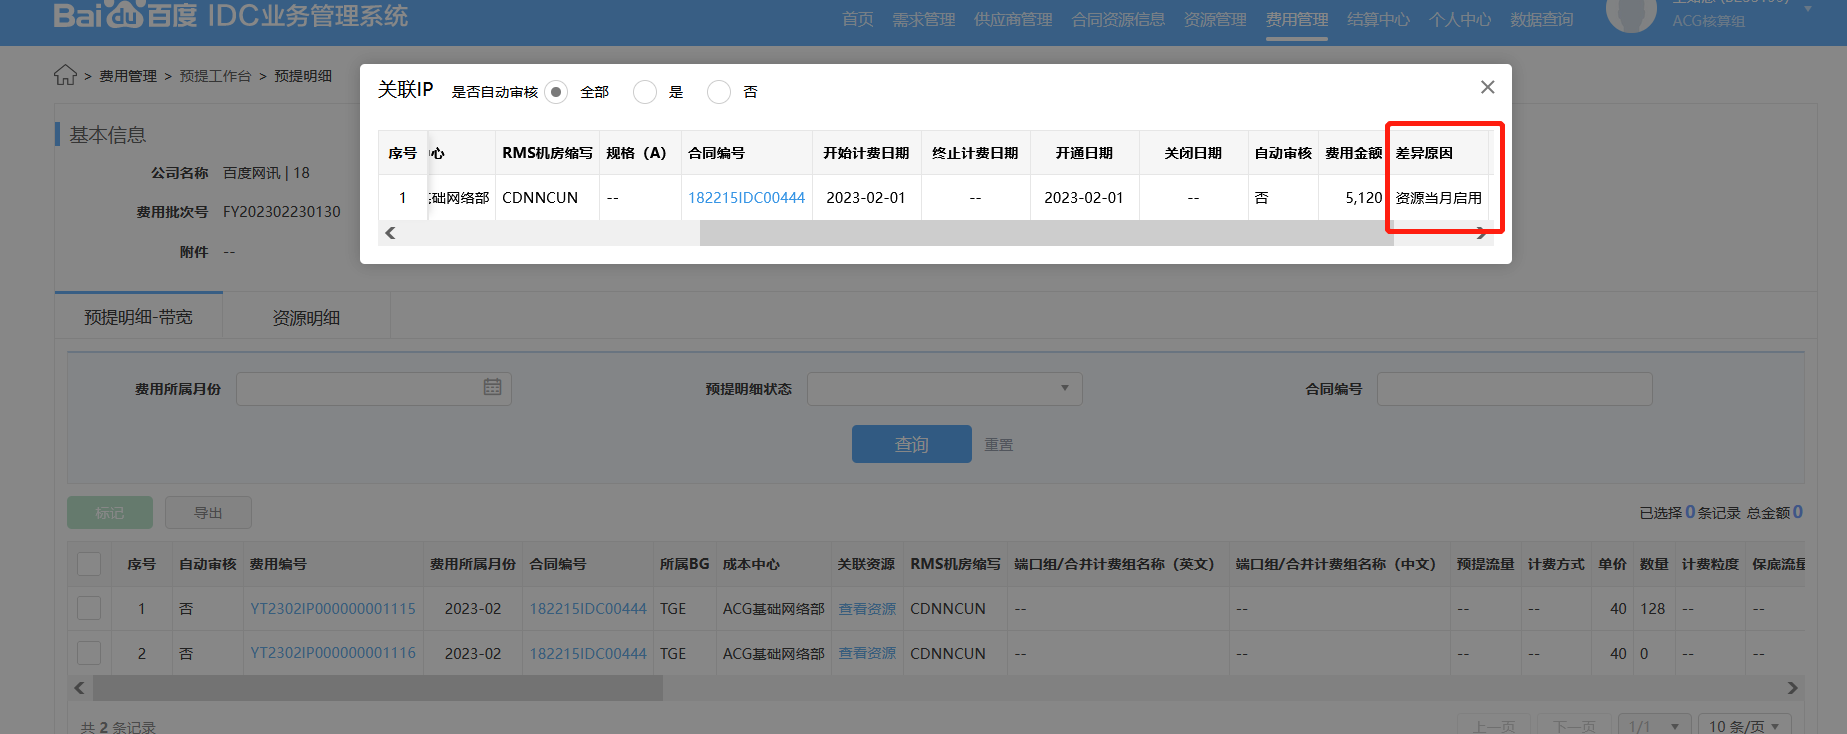 Bai du 百度 IDC业务管理系统
首页 需求管理 供应商管理 合同资源信息 资源管理 费用管理 结算中心 个人中心 数据查询
ACG核算组
> 费用管理 > 预提工作台 > 预提明细
关联IP 是否自动审核 全部 是 否
基本信息
公司名称 百度网讯 | 18
费用批次号 FY202302230130
附件 --
序号 心 RMS机房缩写 规格（A） 合同编号 开始计费日期 终止计费日期 开通日期 关闭日期 自动审核 费用金额 差异原因
1 础网络部 CDNNCUN -- 182215IDC00444 2023-02-01 -- 2023-02-01 -- 否 5,120 资源当月启用
预提明细-带宽 资源明细
费用所属月份 预提明细状态 合同编号
查询 重置
标记 导出 已选择0条记录 总金额0
序号 自动审核 费用编号 费用所属月份 合同编号 所属BG 成本中心 关联资源 RMS机房缩写 端口组/合并计费组名称（英文） 端口组/合并计费组名称（中文） 预提流量 计费方式 单价 数量 计费粒度 保底流量
1 否 YT2302IP000000001115 2023-02 182215IDC00444 TGE ACG基础网络部 查看资源 CDNNCUN -- -- -- -- 40 128 -- --
2 否 YT2302IP000000001116 2023-02 182215IDC00444 TGE ACG基础网络部 查看资源 CDNNCUN -- -- -- -- 40 0 -- --
共 2 条记录 上一页 下一页 1/1 10 条/页